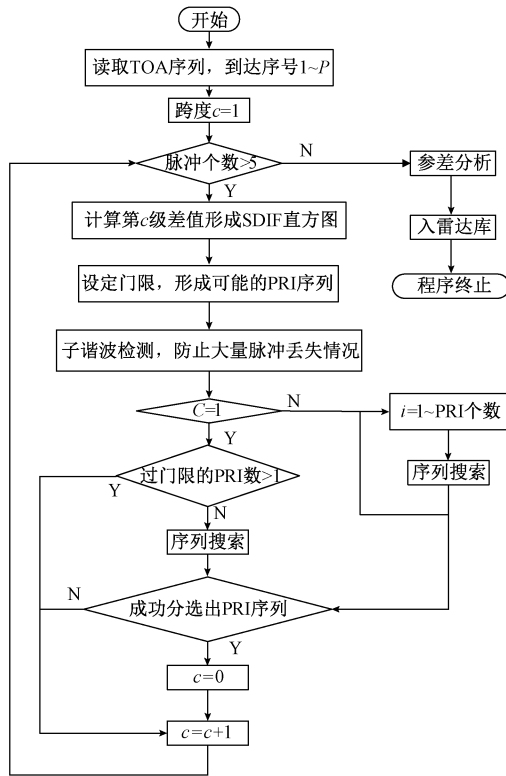 开始
读取TOA序列，到达序号1~P
跨度c=1
脉冲个数>5
N
参差分析
Y
入雷达库
计算第c级差值形成SDIF直方图
程序终止
设定门限，形成可能的PRI序列
子谐波检测，防止大量脉冲丢失情况
C=1
N
i=1~PRI个数
Y
序列搜索
过门限的PRI数>1
Y
N
序列搜索
N
成功分选出PRI序列
Y
c=0
c=c+1